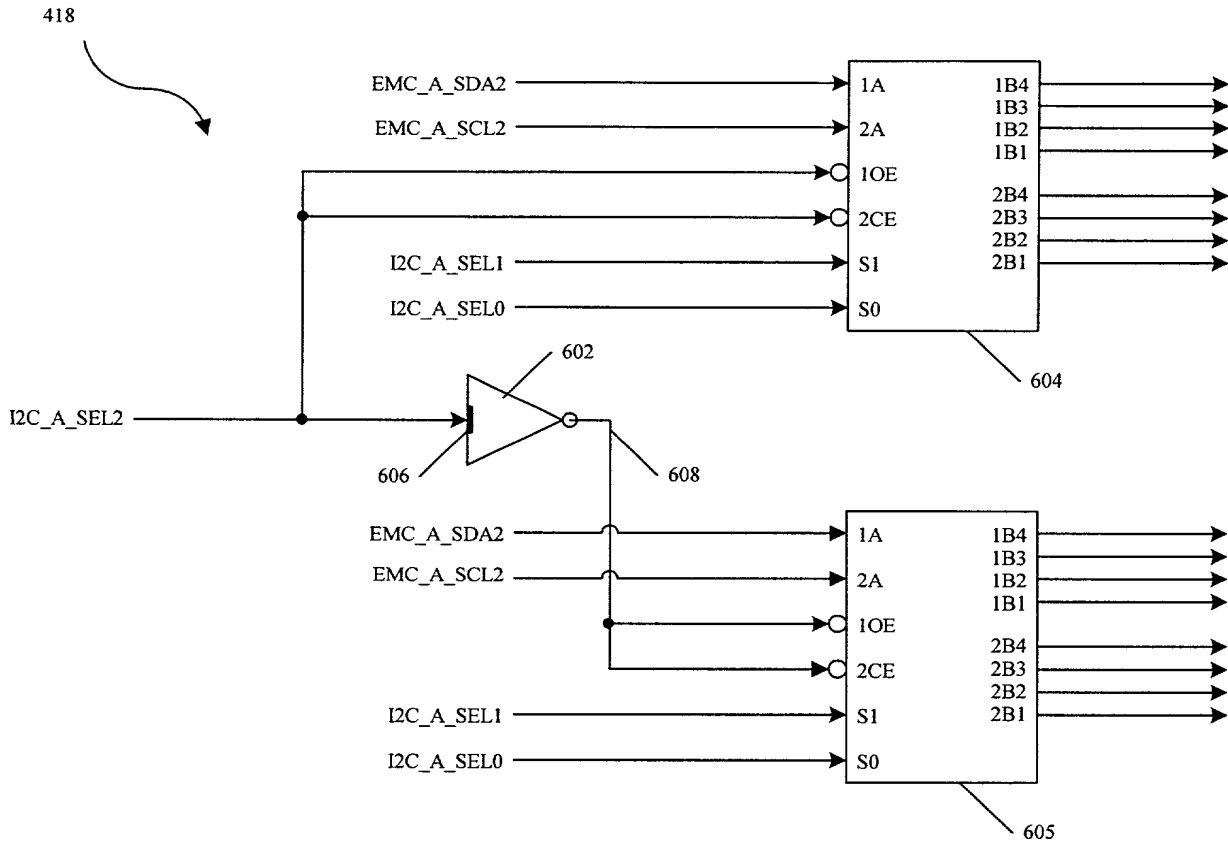 418
EMC_A_SDA2
EMC_A_SCL2
I2C_A_SEL1
I2C_A_SEL0
1A
2A
1OE
2CE
S1
S0
1B4
1B3
1B2
1B1
2B4
2B3
2B2
2B1
604
602
I2C_A_SEL2
606
608
EMC_A_SDA2
EMC_A_SCL2
I2C_A_SEL1
I2C_A_SEL0
1A
2A
1OE
2CE
S1
S0
1B4
1B3
1B2
1B1
2B4
2B3
2B2
2B1
605